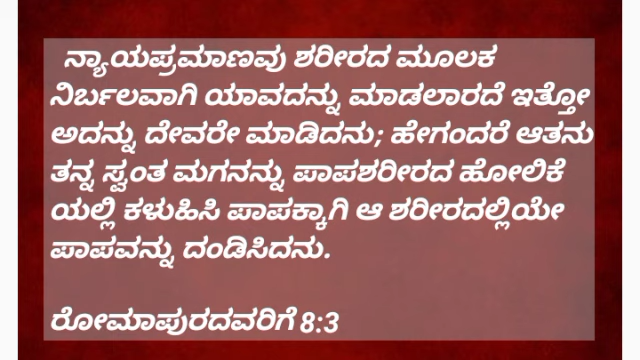 ನ್ಯಾಯಪ್ರಮಾಣವು ಶರೀರದ ಮೂಲಕ
ನಿರ್ಬಲವಾಗಿ ಯಾವದನ್ನು ಮಾಡಲಾರದೆ ಇತ್ತೋ
ಅದನ್ನು ದೇವರೇ ಮಾಡಿದನು; ಹೇಗಂದರೆ ಆತನು
ತನ್ನ ಸ್ವಂತ ಮಗನನ್ನು ಪಾಪಶರೀರದ ಹೋಲಿಕೆ
ಯಲ್ಲಿ ಕಳುಹಿಸಿ ಪಾಪಕ್ಕಾಗಿ ಆ ಶರೀರದಲ್ಲಿಯೇ
ಪಾಪವನ್ನು ದಂಡಿಸಿದನು.
ರೋಮಾಪುರದವರಿಗೆ 8:3